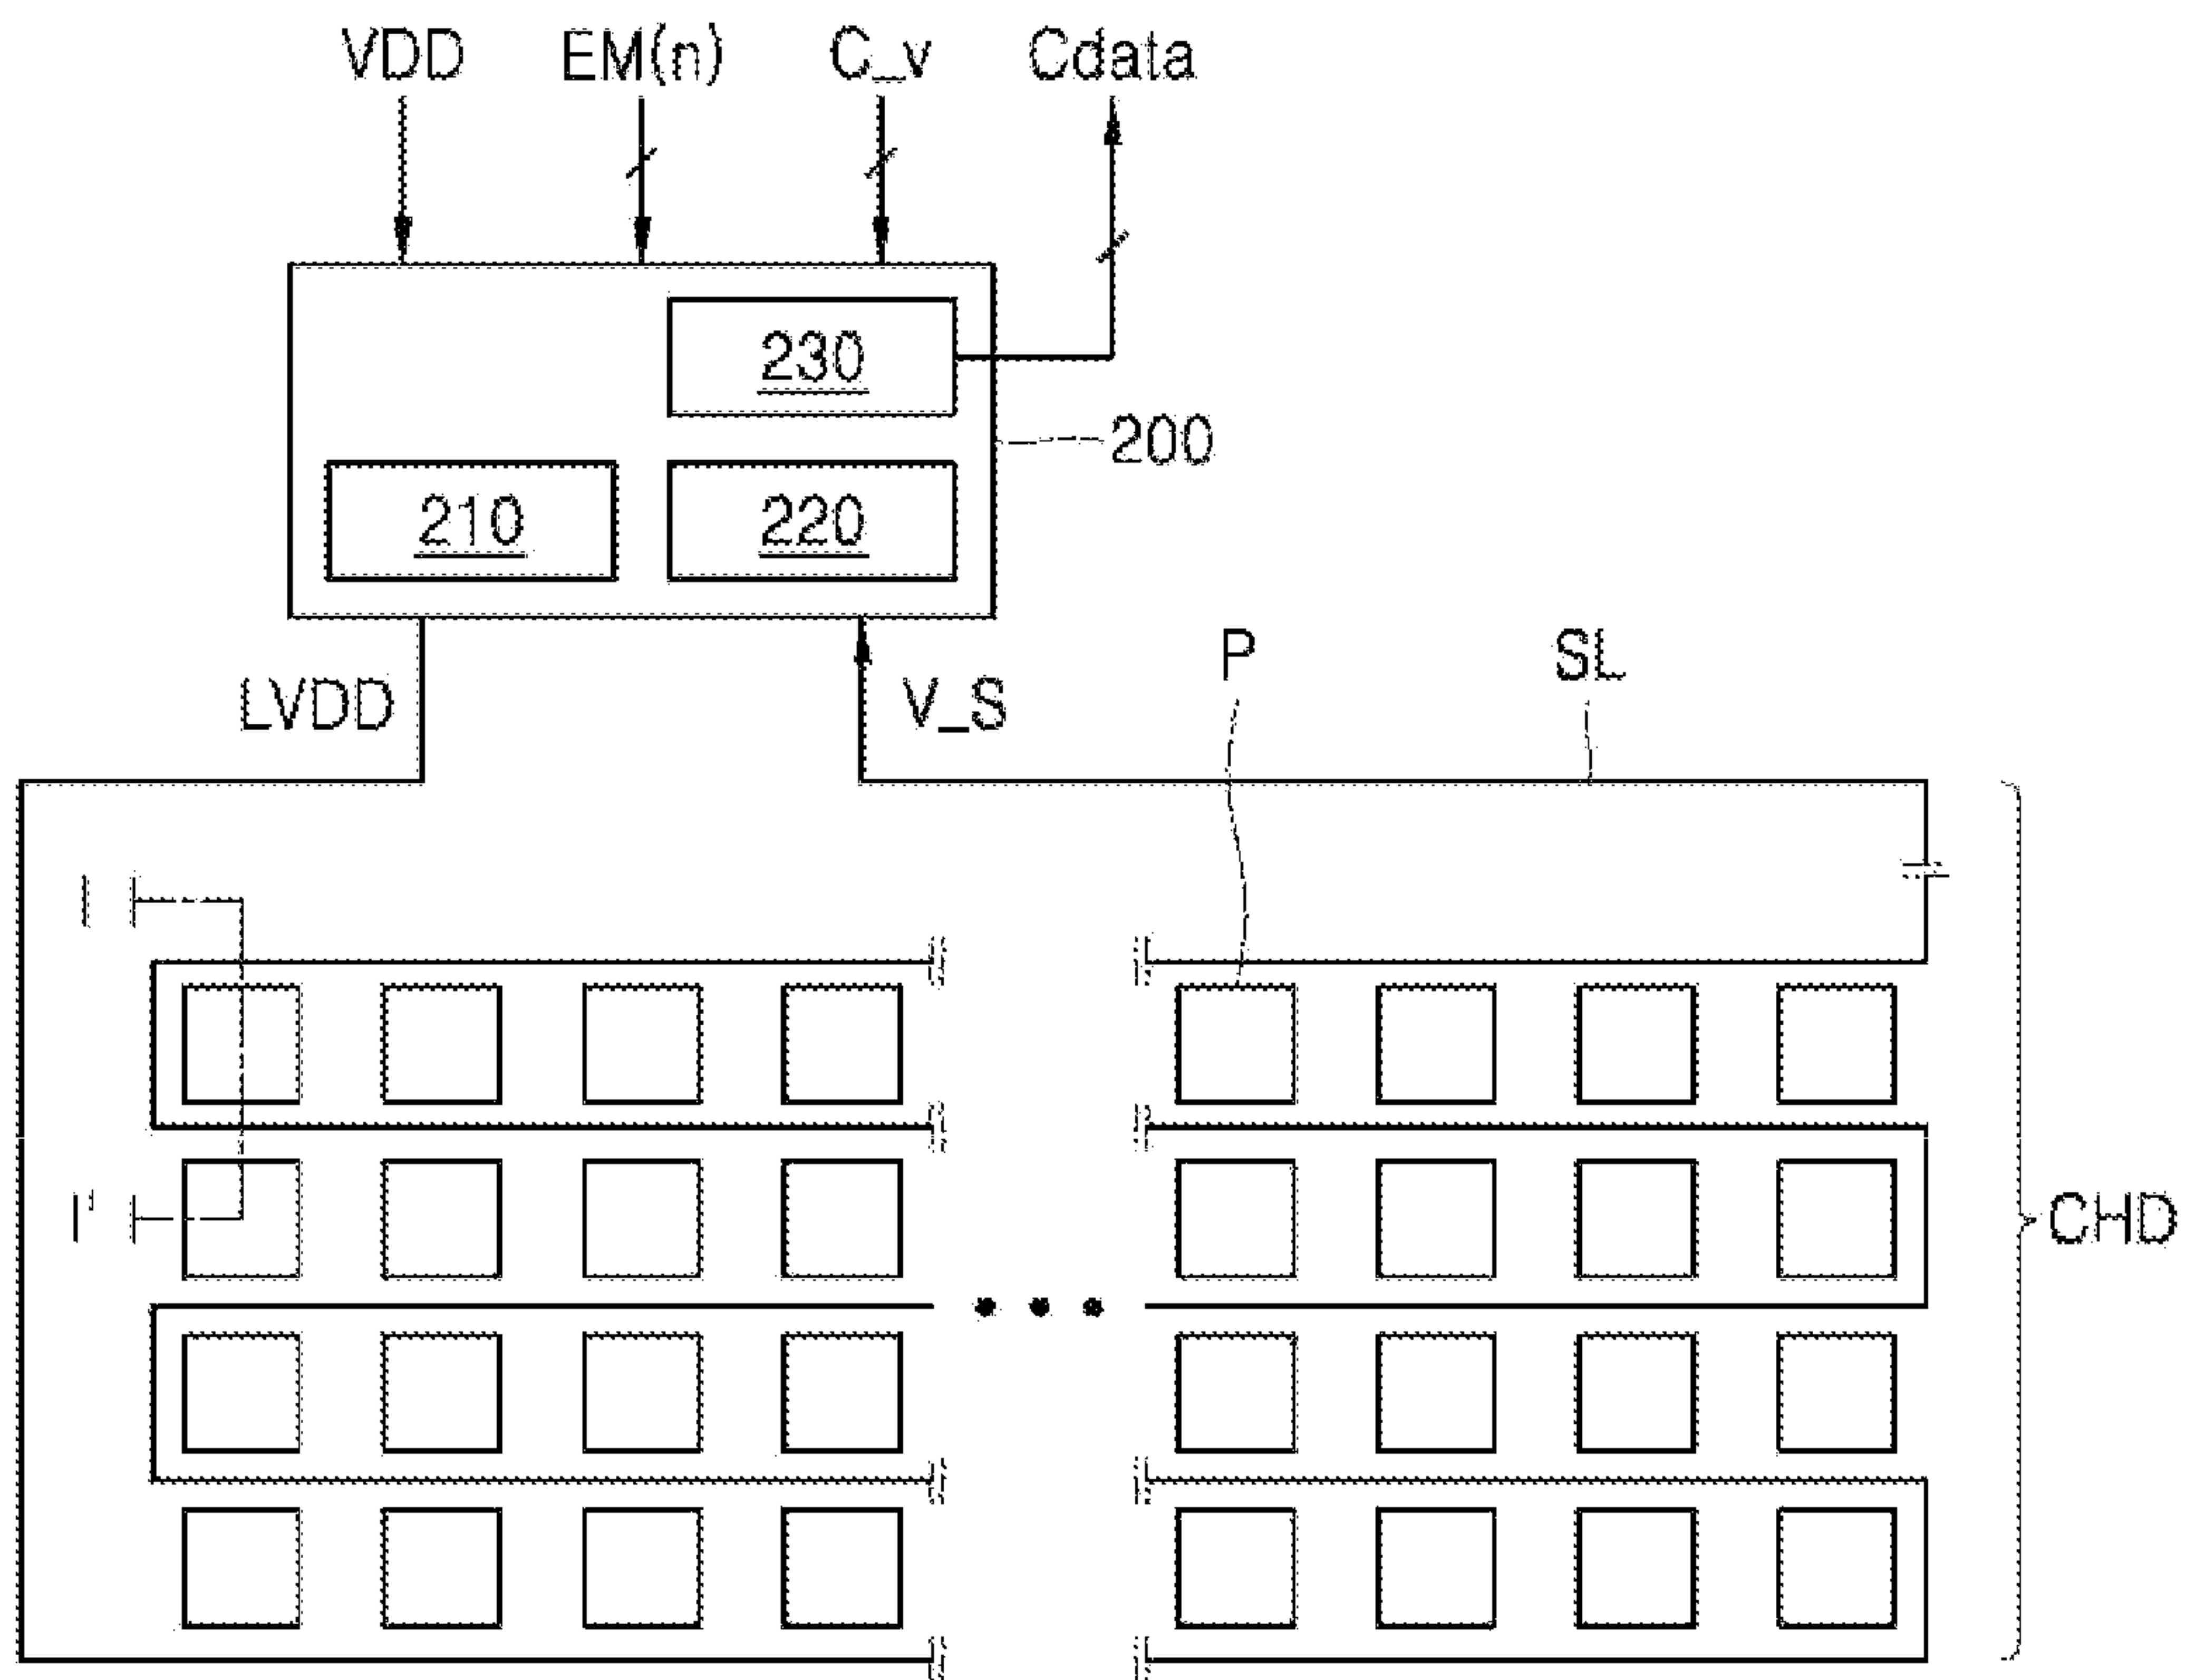 VDD EM(n) C_v Cdata
230
200
210 220
LVDD V_S P SL
I
I'
CHD